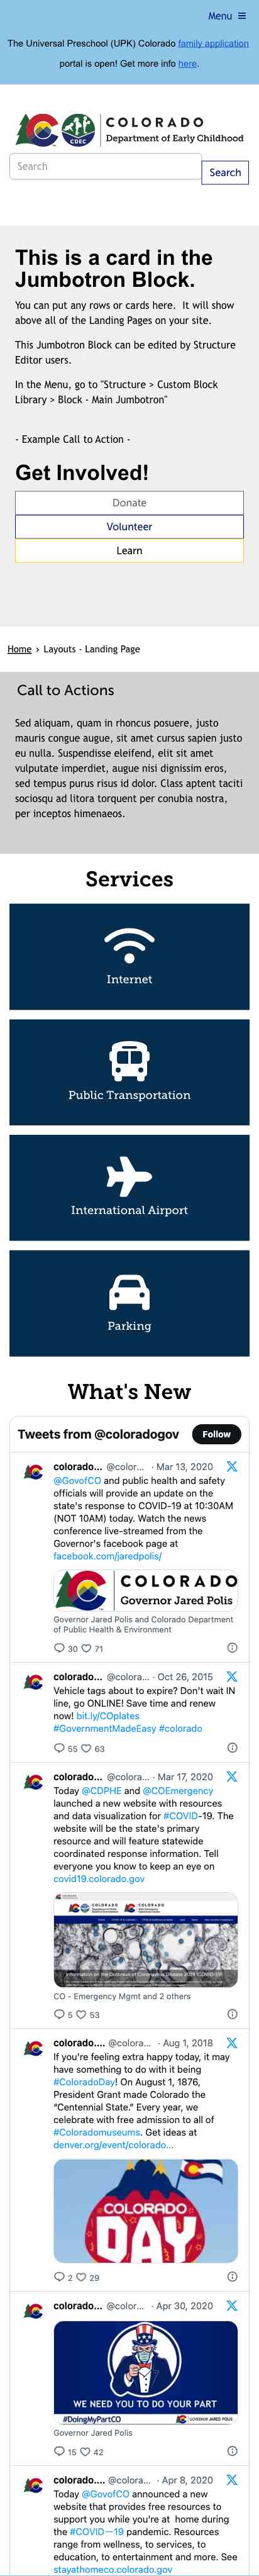 Menu ≡
The Universal Preschool (UPK) Colorado family application
portal is open! Get more info here.
COLORADO
CDEC
Department of Early Childhood
Search
Search
This is a card in the
Jumbotron Block.
You can put any rows or cards here.  It will show
above all of the Landing Pages on your site.
This Jumbotron Block can be edited by Structure
Editor users.
In the Menu, go to "Structure > Custom Block
Library > Block - Main Jumbotron"
- Example Call to Action -
Get Involved!
Donate
Volunteer
Learn
Home › Layouts - Landing Page
Call to Actions
Sed aliquam, quam in rhoncus posuere, justo
mauris congue augue, sit amet cursus sapien justo
eu nulla. Suspendisse eleifend, elit sit amet
vulputate imperdiet, augue nisi dignissim eros,
sed tempus purus risus id dolor. Class aptent taciti
sociosqu ad litora torquent per conubia nostra,
per inceptos himenaeos.
Services
Internet
Public Transportation
International Airport
Parking
What's New
Tweets from @coloradogov
Follow
colorado... @color... · Mar 13, 2020
@GovofCO and public health and safety
officials will provide an update on the
state's response to COVID-19 at 10:30AM
(NOT 10AM) today. Watch the news
conference live-streamed from the
Governor's facebook page at
facebook.com/jaredpolis/
COLORADO
Governor Jared Polis
Governor Jared Polis and Colorado Department
of Public Health & Environment
30 71
colorado... @colora... · Oct 26, 2015
Vehicle tags about to expire? Don't wait IN
line, go ONLINE! Save time and renew
now! bit.ly/COplates
#GovernmentMadeEasy #colorado
55 63
colorado... @colora... · Mar 17, 2020
Today @CDPHE and @COEmergency
launched a new website with resources
and data visualization for #COVID-19. The
website will be the state's primary
resource and will feature statewide
coordinated response information. Tell
everyone you know to keep an eye on
covid19.colorado.gov
COLORADO
COLORADO
CO - Emergency Mgmt and 2 others
5 53
colorado.... @colora... · Aug 1, 2018
If you're feeling extra happy today, it may
have something to do with it being
#ColoradoDay! On August 1, 1876,
President Grant made Colorado the
"Centennial State." Every year, we
celebrate with free admission to all of
#Coloradomuseums. Get ideas at
denver.org/event/colorado...
COLORADO
DAY
2 29
colorado... @color... · Apr 30, 2020
WE NEED YOU TO DO YOUR PART
#DoingMyPartCO
GOVERNOR JARED POLIS
Governor Jared Polis
15 42
colorado.... @colora... · Apr 8, 2020
Today @GovofCO announced a new
website that provides free resources to
support you while you're at  home during
the #COVID—19 pandemic. Resources
range from wellness, to services, to
education, to entertainment and more. See
stayathomeco.colorado.gov